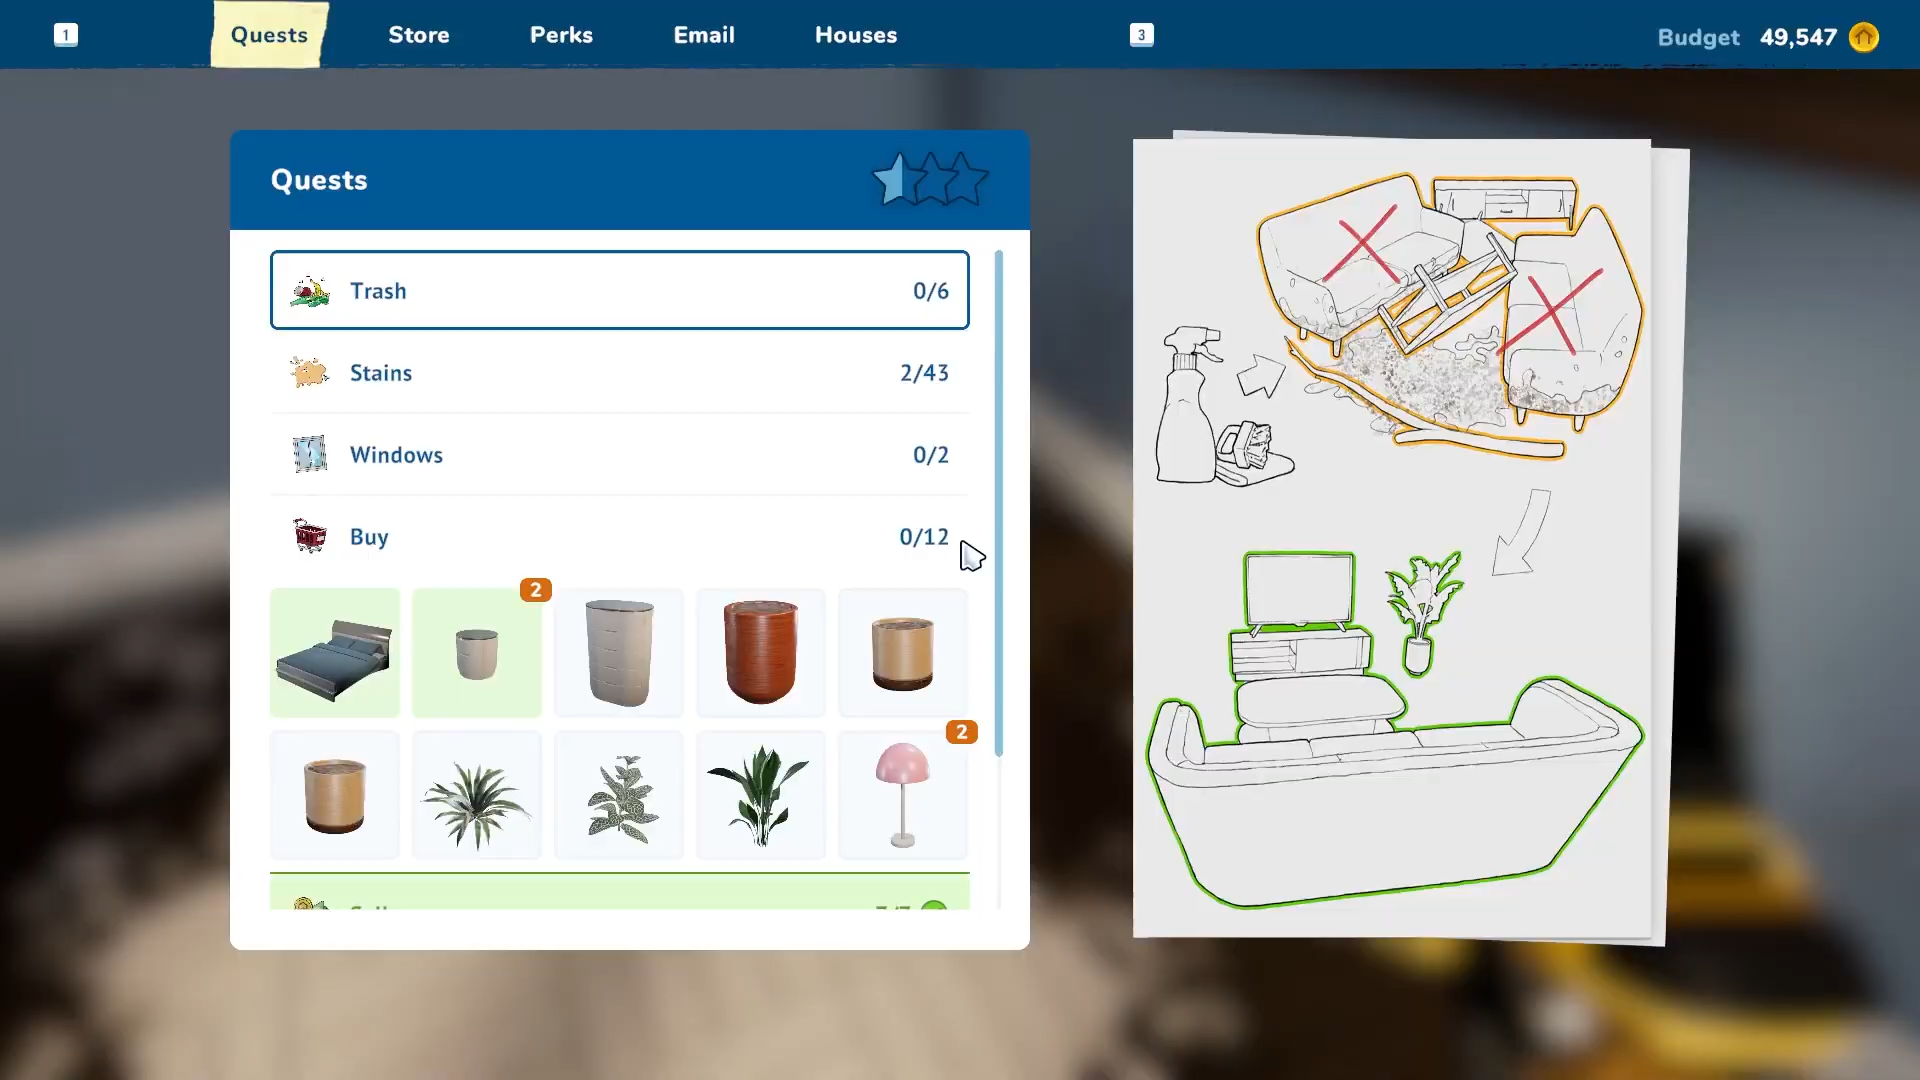 1 Quests Store Perks Email Houses 3 Budget 49,547
Quests
Trash 0/6
Stains 2/43
Windows 0/2
Buy 0/12
2
2